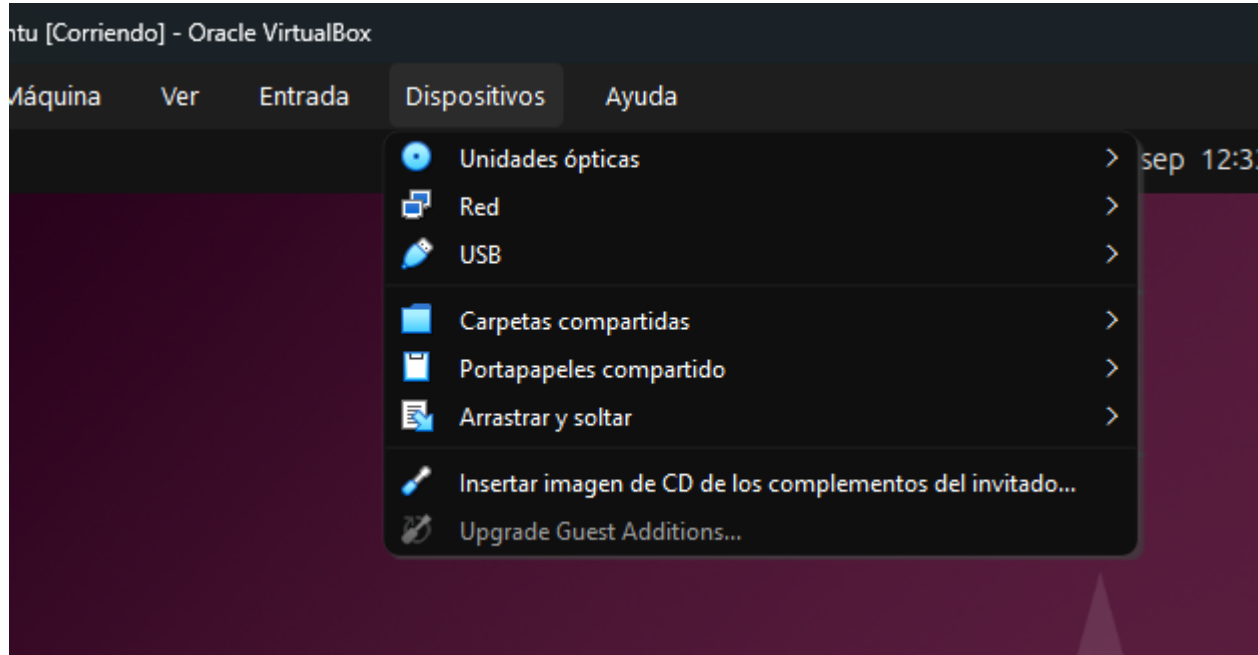 ntu [Corriendo] - Oracle VirtualBox
Máquina Ver Entrada Dispositivos Ayuda
Unidades ópticas
sep 12:3
Red
USB
Carpetas compartidas
Portapapeles compartido
Arrastrar y soltar
Insertar imagen de CD de los complementos del invitado...
Upgrade Guest Additions...